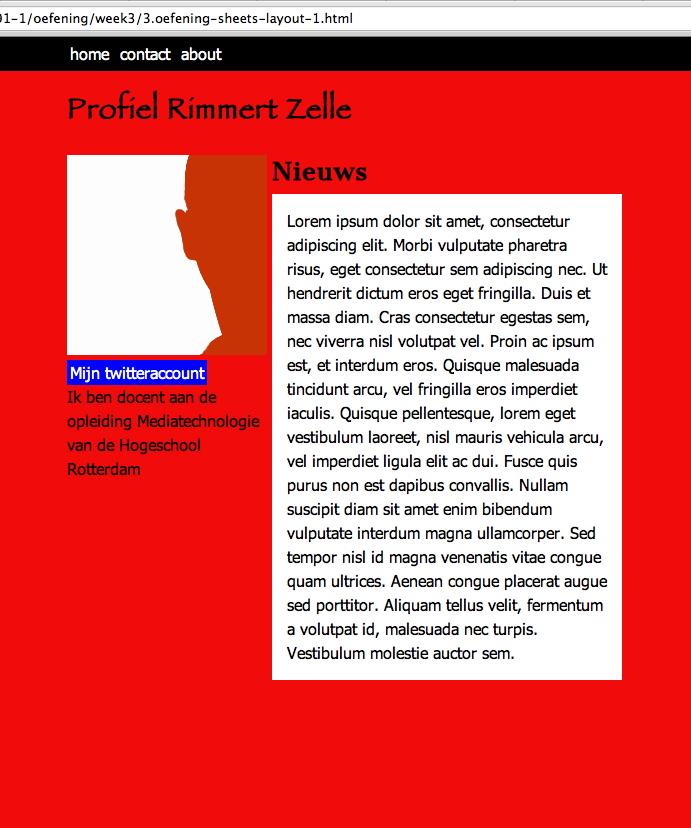 01-1/oefening/week3/3.oefening-sheets-layout-1.html
home contact about
Profiel Rimmert Zelle
Mijn twitteraccount
Ik ben docent aan de
opleiding Mediatechnologie
van de Hogeschool
Rotterdam
Nieuws
Lorem ipsum dolor sit amet, consectetur
adipiscing elit. Morbi vulputate pharetra
risus, eget consectetur sem adipiscing nec. Ut
hendrerit dictum eros eget fringilla. Duis et
massa diam. Cras consectetur egestas sem,
nec viverra nisl volutpat vel. Proin ac ipsum
est, et interdum eros. Quisque malesuada
tincidunt arcu, vel fringilla eros imperdiet
iaculis. Quisque pellentesque, lorem eget
vestibulum laoreet, nisl mauris vehicula arcu,
vel imperdiet ligula elit ac dui. Fusce quis
purus non est dapibus convallis. Nullam
suscipit diam sit amet enim bibendum
vulputate interdum magna ullamcorper. Sed
tempor nisl id magna venenatis vitae congue
quam ultrices. Aenean congue placerat augue
sed porttitor. Aliquam tellus velit, fermentum
a volutpat id, malesuada nec turpis.
Vestibulum molestie auctor sem.